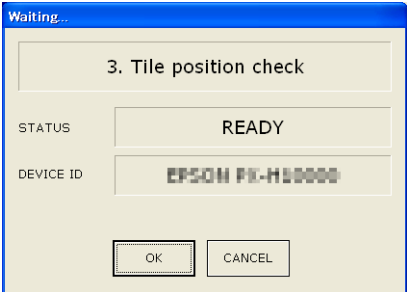 Waiting...
3. Tile position check
STATUS READY
DEVICE ID
OK CANCEL